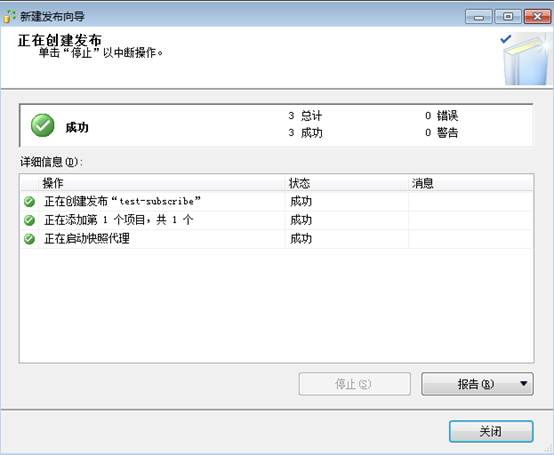 新建发布向导
正在创建发布
单击“停止”以中断操作。
成功
3 总计
0 错误
3 成功
0 警告
详细信息(D):
操作 状态 消息
正在创建发布“test-subscribe” 成功
正在添加第 1 个项目，共 1 个 成功
正在启动快照代理 成功
停止(S) 报告(R)
关闭